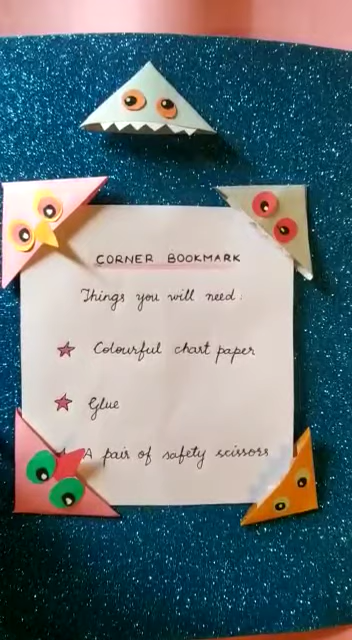 CORNER BOOKMARK
Things you will need:
Colourful chart paper
Glue
A pair of safety scissors